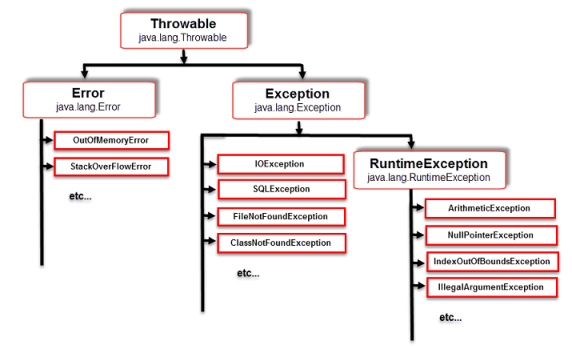 Throwable
java.lang.Throwable
Error
java.lang.Error
OutOfMemoryError
StackOverFlowError
etc...
Exception
java.lang.Exception
IOException
SQLException
FileNotFoundException
ClassNotFoundException
etc...
RuntimeException
java.lang.RuntimeException
ArithmeticException
NullPointerException
IndexOutOfBoundsException
IllegalArgumentException
etc...